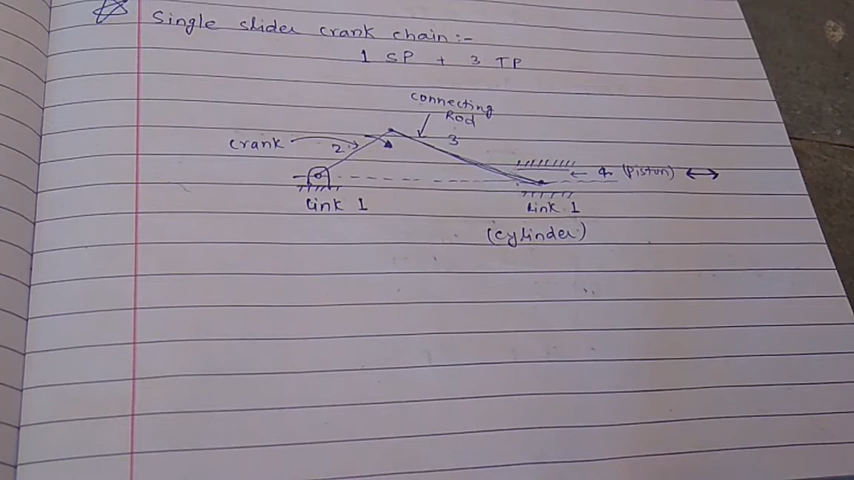 Single slider crank chain:-
1 SP + 3 TP
connecting
Rod
crank 2 3
4 (Piston)
Link 1 Link 1
(cylinder)